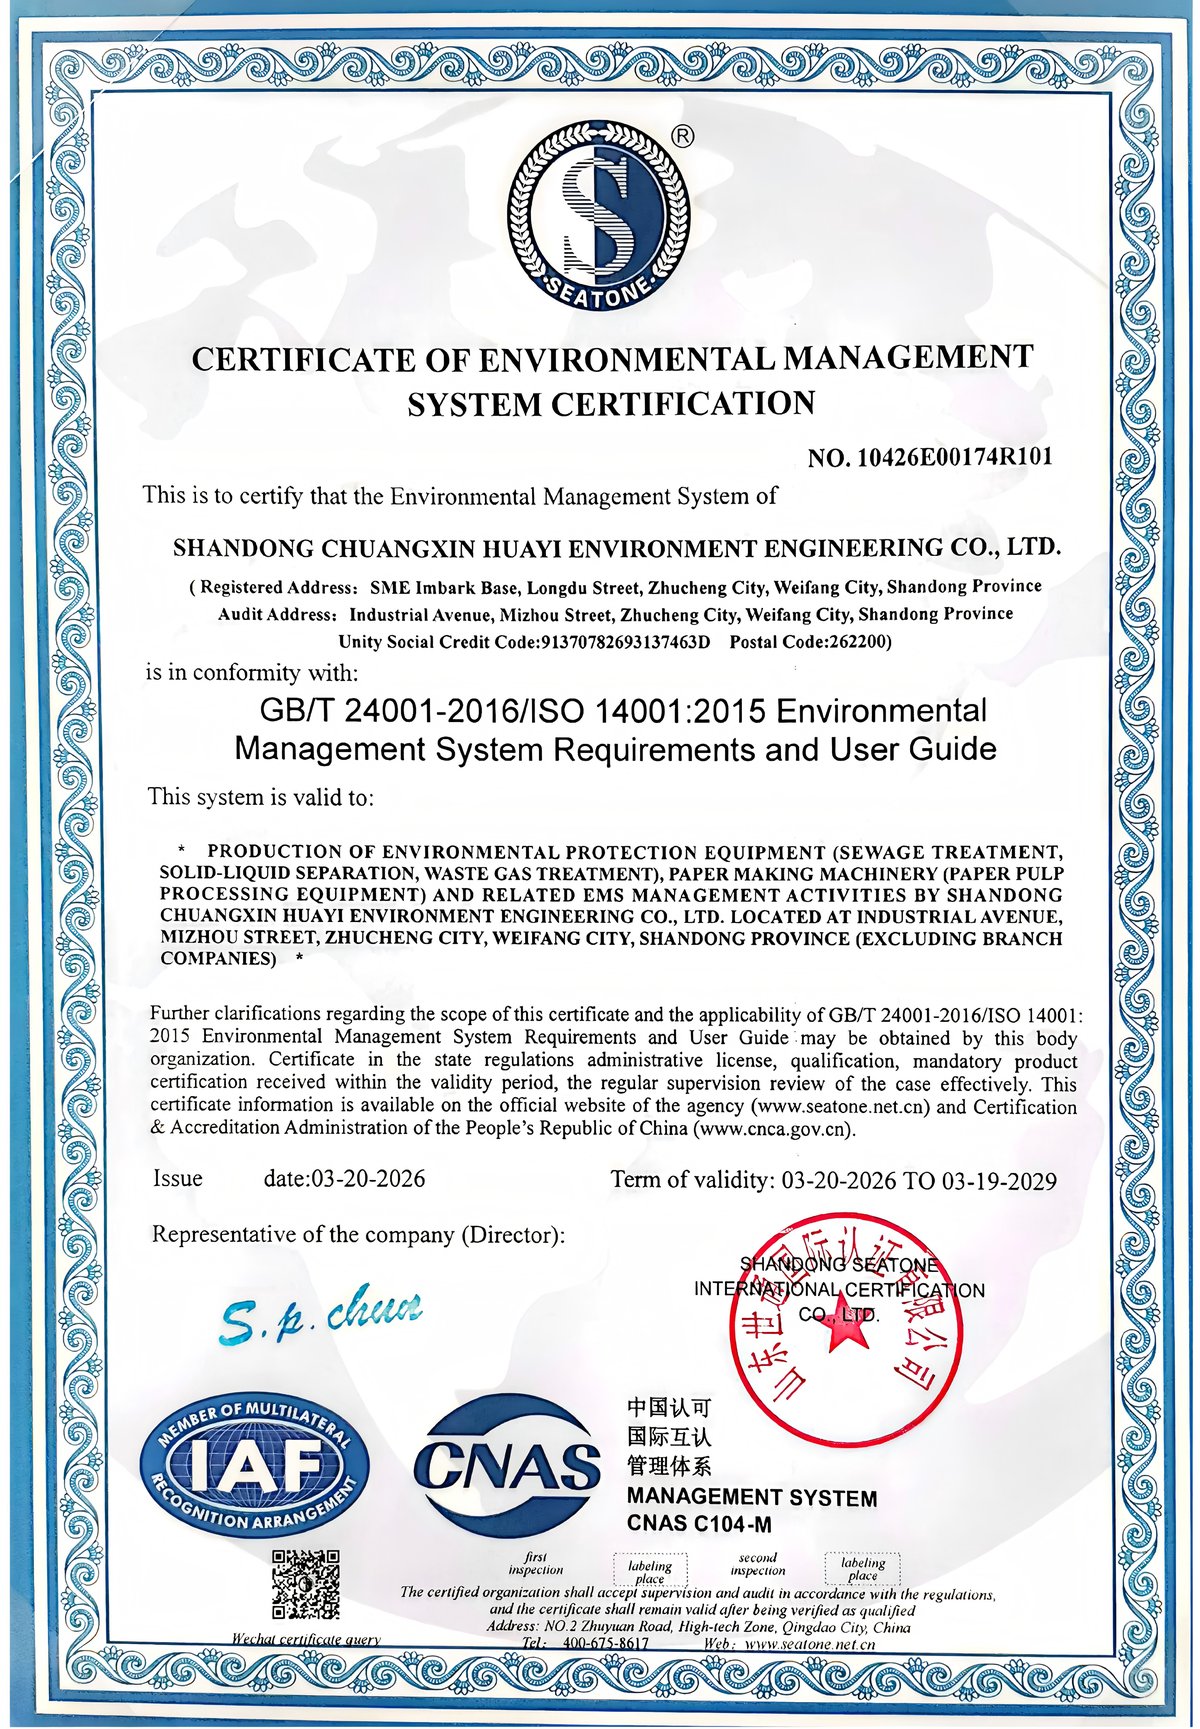 ®
SEATONE
CERTIFICATE OF ENVIRONMENTAL MANAGEMENT
SYSTEM CERTIFICATION
NO. 10426E00174R101
This is to certify that the Environmental Management System of
SHANDONG CHUANGXIN HUAYI ENVIRONMENT ENGINEERING CO., LTD.
( Registered Address: SME Imbark Base, Longdu Street, Zhucheng City, Weifang City, Shandong Province
Audit Address: Industrial Avenue, Mizhou Street, Zhucheng City, Weifang City, Shandong Province
Unity Social Credit Code:91370782693137463D Postal Code:262200)
is in conformity with:
GB/T 24001-2016/ISO 14001:2015 Environmental
Management System Requirements and User Guide
This system is valid to:
* PRODUCTION OF ENVIRONMENTAL PROTECTION EQUIPMENT (SEWAGE TREATMENT,
SOLID-LIQUID SEPARATION, WASTE GAS TREATMENT), PAPER MAKING MACHINERY (PAPER PULP
PROCESSING EQUIPMENT) AND RELATED EMS MANAGEMENT ACTIVITIES BY SHANDONG
CHUANGXIN HUAYI ENVIRONMENT ENGINEERING CO., LTD. LOCATED AT INDUSTRIAL AVENUE,
MIZHOU STREET, ZHUCHENG CITY, WEIFANG CITY, SHANDONG PROVINCE (EXCLUDING BRANCH
COMPANIES) *
Further clarifications regarding the scope of this certificate and the applicability of GB/T 24001-2016/ISO 14001:
2015 Environmental Management System Requirements and User Guide may be obtained by this body
organization. Certificate in the state regulations administrative license, qualification, mandatory product
certification received within the validity period, the regular supervision review of the case effectively. This
certificate information is available on the official website of the agency (www.seatone.net.cn) and Certification
& Accreditation Administration of the People's Republic of China (www.cnca.gov.cn).
Issue date:03-20-2026 Term of validity: 03-20-2026 TO 03-19-2029
Representative of the company (Director):
S.p. chua
SHANDONG SEATONE
INTERNATIONAL CERTIFICATION
CO., LTD.
山东世通国际认证有限公司
MEMBER OF MULTILATERAL
IAF
RECOGNITION ARRANGEMENT
CNAS
中国认可
国际互认
管理体系
MANAGEMENT SYSTEM
CNAS C104-M
first inspection
labeling place
second inspection
labeling place
The certified organization shall accept supervision and audit in accordance with the regulations,
and the certificate shall remain valid after being verified as qualified
Address: NO.2 Zhuyuan Road, High-tech Zone, Qingdao City, China
Tel: 400-675-8617 Web: www.seatone.net.cn
Wechat certificate query